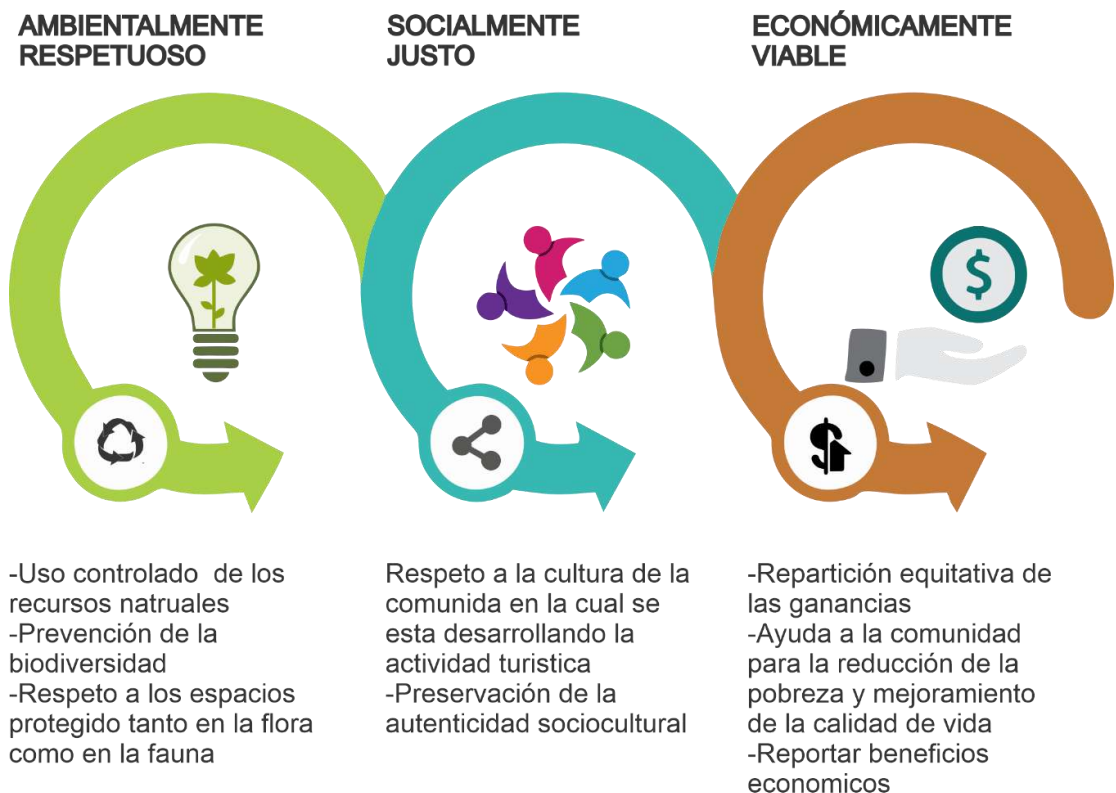 AMBIENTALMENTE
RESPETUOSO
-Uso controlado  de los
recursos natruales
-Prevención de la
biodiversidad
-Respeto a los espacios
protegido tanto en la flora
como en la fauna
SOCIALMENTE
JUSTO
Respeto a la cultura de la
comunida en la cual se
esta desarrollando la
actividad turistica
-Preservación de la
autenticidad sociocultural
ECONÓMICAMENTE
VIABLE
$
$
-Repartición equitativa de
las ganancias
-Ayuda a la comunidad
para la reducción de la
pobreza y mejoramiento
de la calidad de vida
-Reportar beneficios
economicos